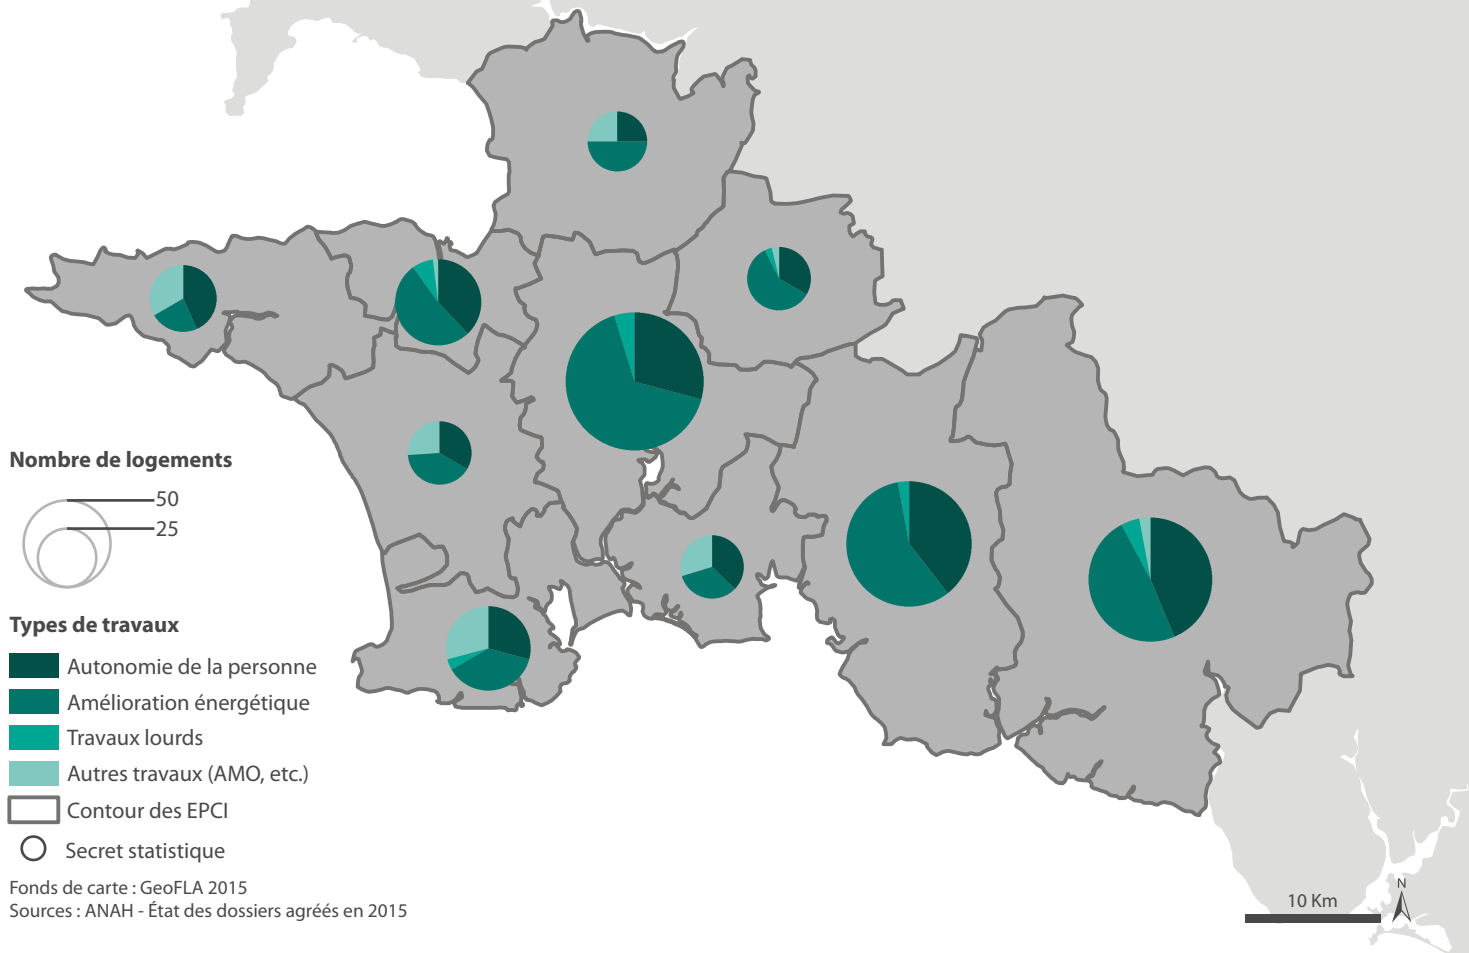 Nombre de logements
50
25
Types de travaux
Autonomie de la personne
Amélioration énergétique
Travaux lourds
Autres travaux (AMO, etc.)
Contour des EPCI
Secret statistique
Fonds de carte : GeoFLA 2015
Sources : ANAH - État des dossiers agréés en 2015
10 Km
N